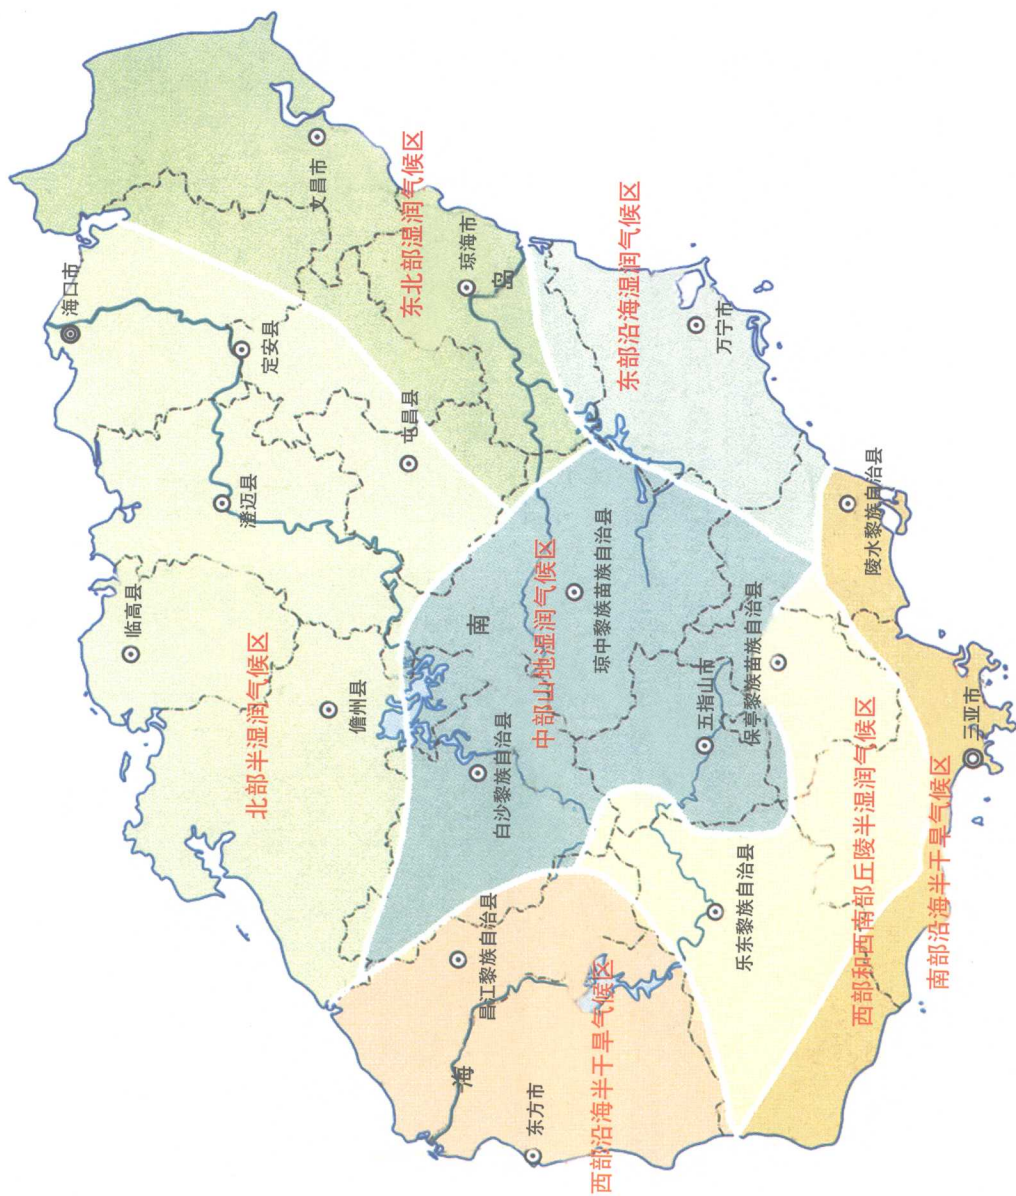 海口市
文昌市
定安县
东北部湿润气候区
琼海市
屯昌县
澄迈县
临高县
儋州县
北部半湿润气候区
海
南
岛
东部沿海湿润气候区
万宁市
中部山地湿润气候区
琼中黎族苗族自治县
白沙黎族自治县
五指山市
保亭黎族苗族自治县
陵水黎族自治县
昌江黎族自治县
东方市
西部沿海半干旱气候区
乐东黎族自治县
西部和西南部丘陵半湿润气候区
南部沿海半干旱气候区
三亚市